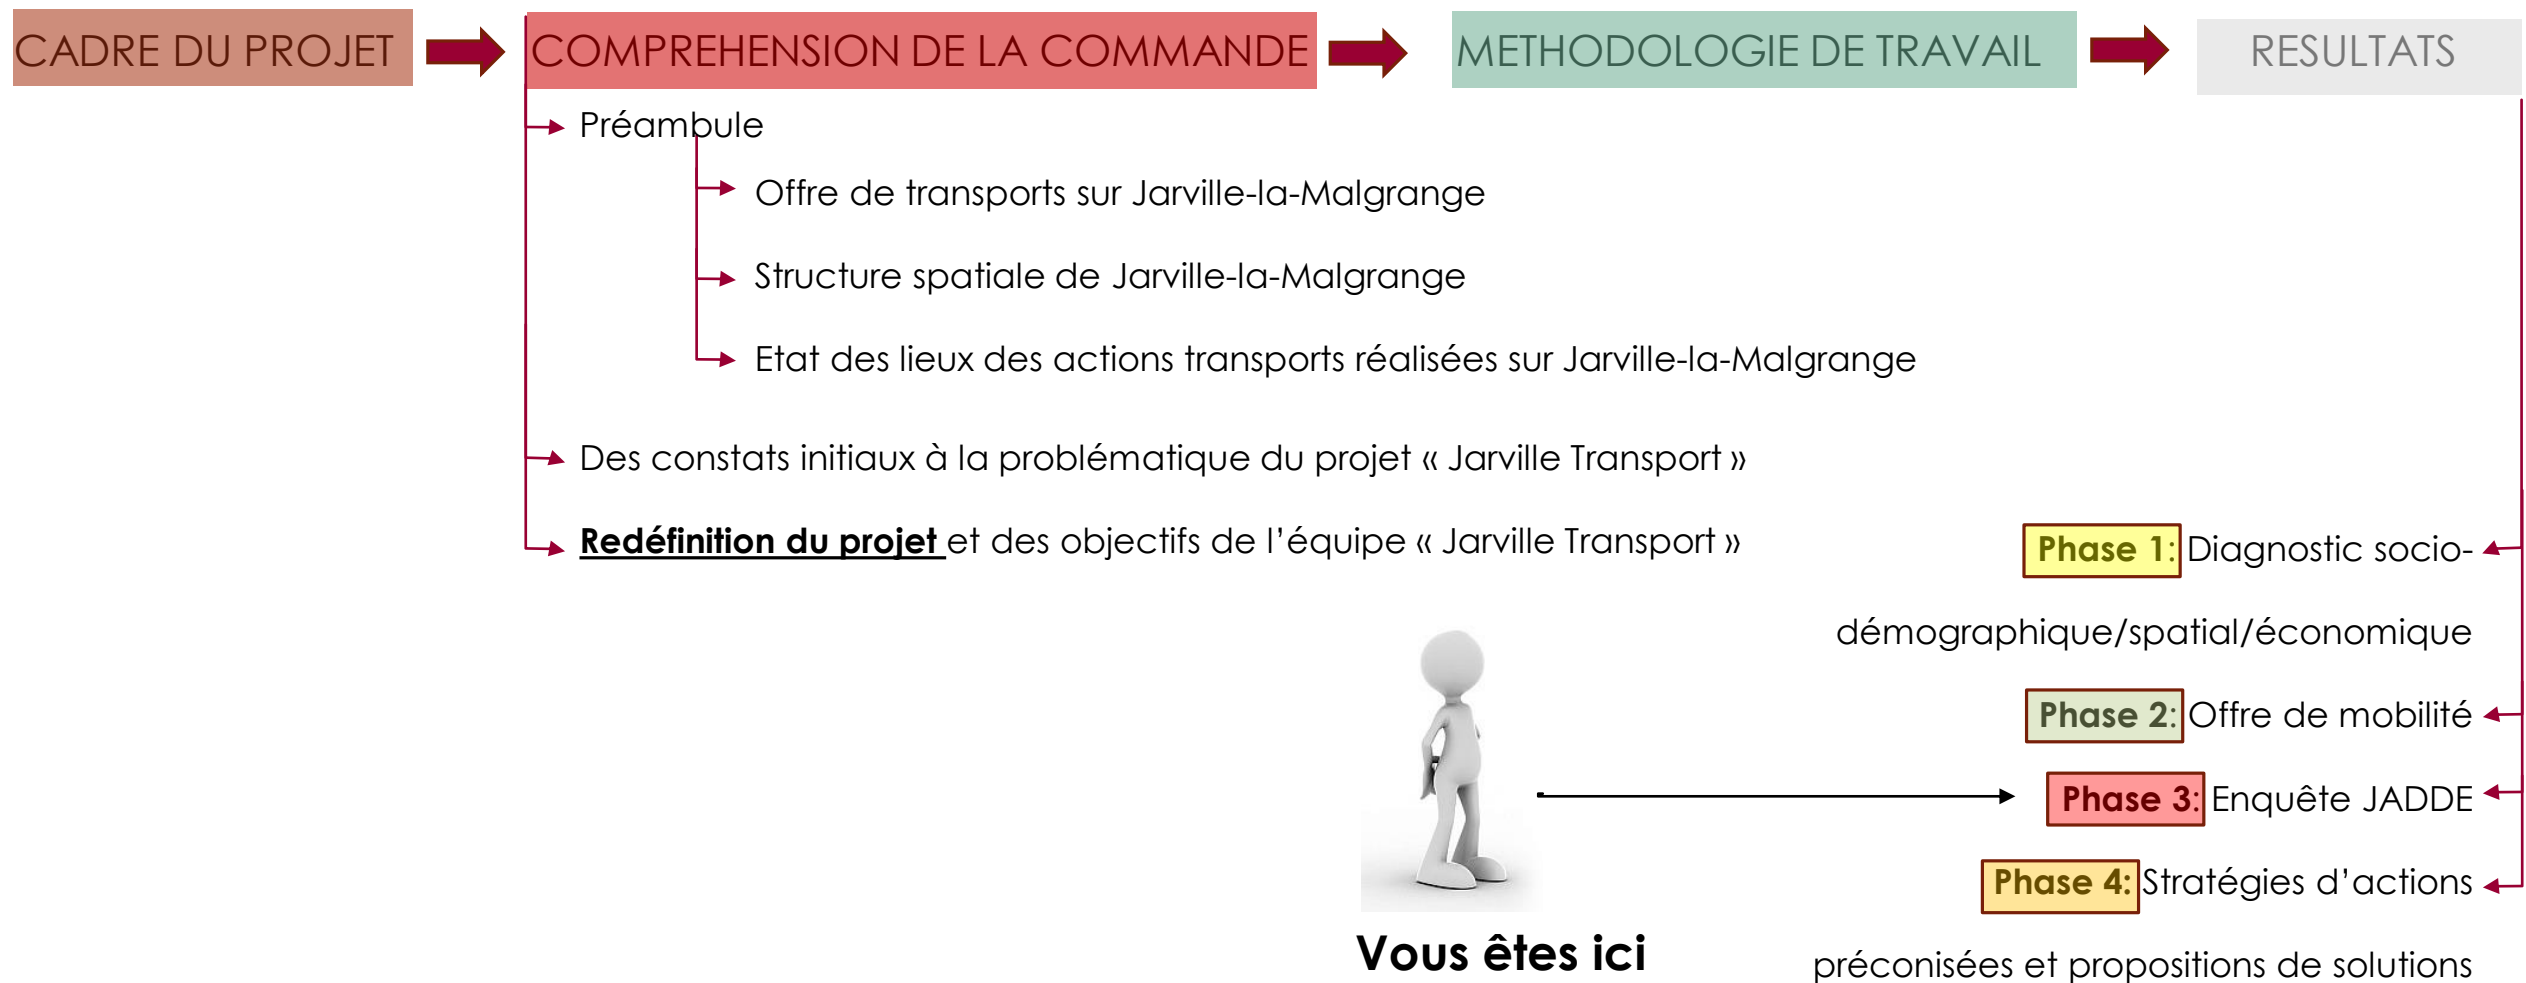 CADRE DU PROJET
COMPREHENSION DE LA COMMANDE
METHODOLOGIE DE TRAVAIL
RESULTATS
Préambule
Offre de transports sur Jarville-la-Malgrange
Structure spatiale de Jarville-la-Malgrange
Etat des lieux des actions transports réalisées sur Jarville-la-Malgrange
Des constats initiaux à la problématique du projet « Jarville Transport »
Redéfinition du projet et des objectifs de l’équipe « Jarville Transport »
Phase 1: Diagnostic socio-
démographique/spatial/économique
Phase 2: Offre de mobilité
Phase 3: Enquête JADDE
Phase 4: Stratégies d’actions
préconisées et propositions de solutions
Vous êtes ici